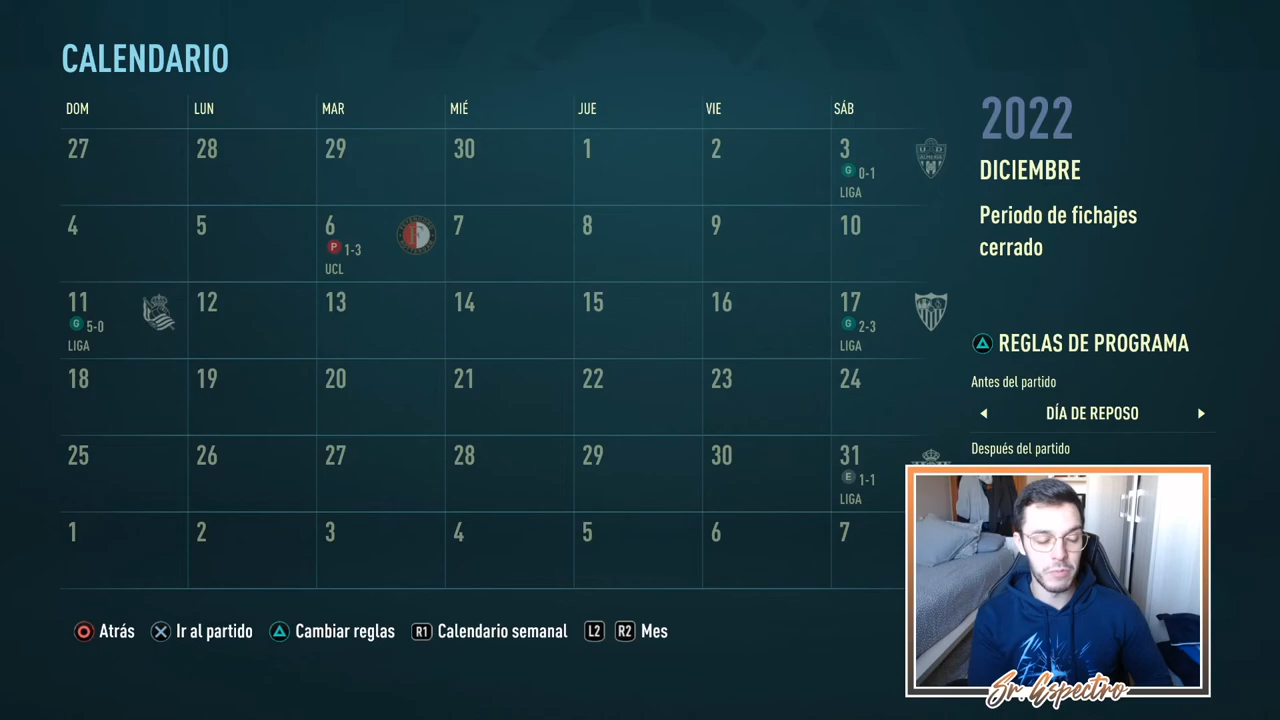 CALENDARIO
DOM LUN MAR MIÉ JUE VIE SÁB
27 28 29 30 1 2 3
G 0-1
LIGA
4 5 6 7 8 9 10
P 1-3
UCL
11 12 13 14 15 16 17
G 5-0 G 2-3
LIGA LIGA
18 19 20 21 22 23 24
25 26 27 28 29 30 31
E 1-1
LIGA
1 2 3 4 5 6 7
2022
DICIEMBRE
Periodo de fichajes
cerrado
REGLAS DE PROGRAMA
Antes del partido
DÍA DE REPOSO
Después del partido
Atrás Ir al partido Cambiar reglas R1 Calendario semanal L2 R2 Mes
Sr. Espectro